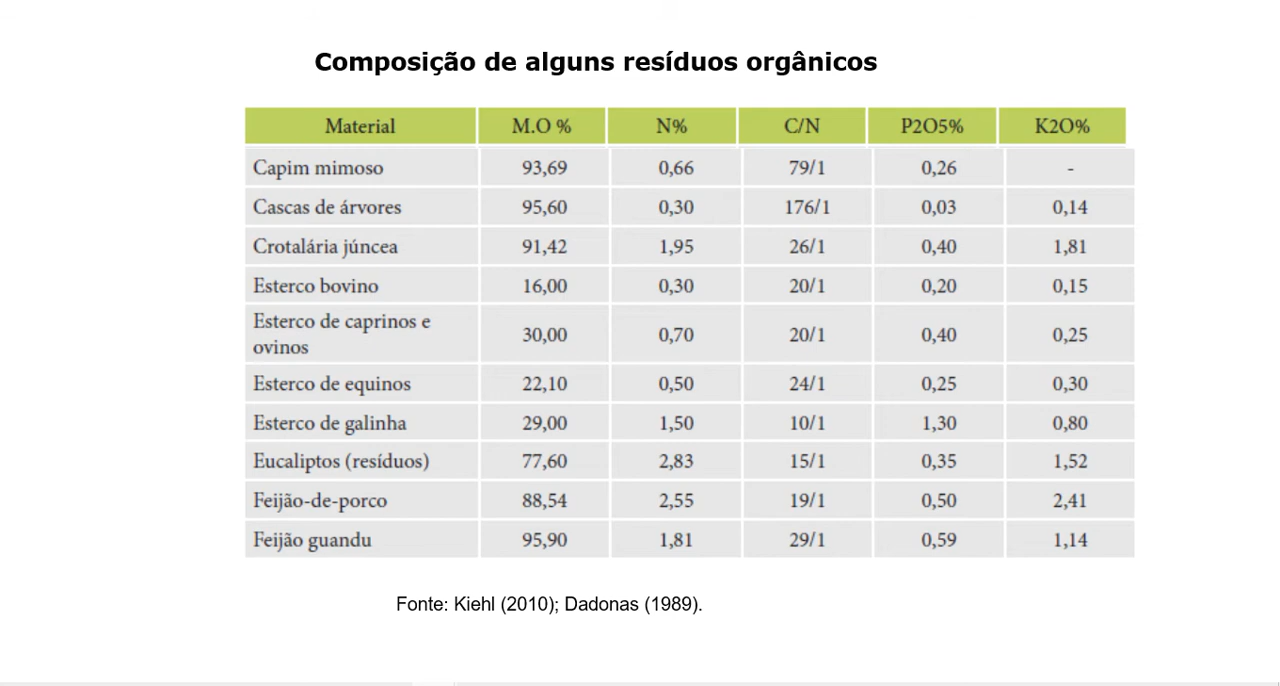 Composição de alguns resíduos orgânicos
Material M.O % N% C/N P2O5% K2O%
Capim mimoso 93,69 0,66 79/1 0,26 -
Cascas de árvores 95,60 0,30 176/1 0,03 0,14
Crotalária júncea 91,42 1,95 26/1 0,40 1,81
Esterco bovino 16,00 0,30 20/1 0,20 0,15
Esterco de caprinos e
ovinos 30,00 0,70 20/1 0,40 0,25
Esterco de equinos 22,10 0,50 24/1 0,25 0,30
Esterco de galinha 29,00 1,50 10/1 1,30 0,80
Eucaliptos (resíduos) 77,60 2,83 15/1 0,35 1,52
Feijão-de-porco 88,54 2,55 19/1 0,50 2,41
Feijão guandu 95,90 1,81 29/1 0,59 1,14
Fonte: Kiehl (2010); Dadonas (1989).